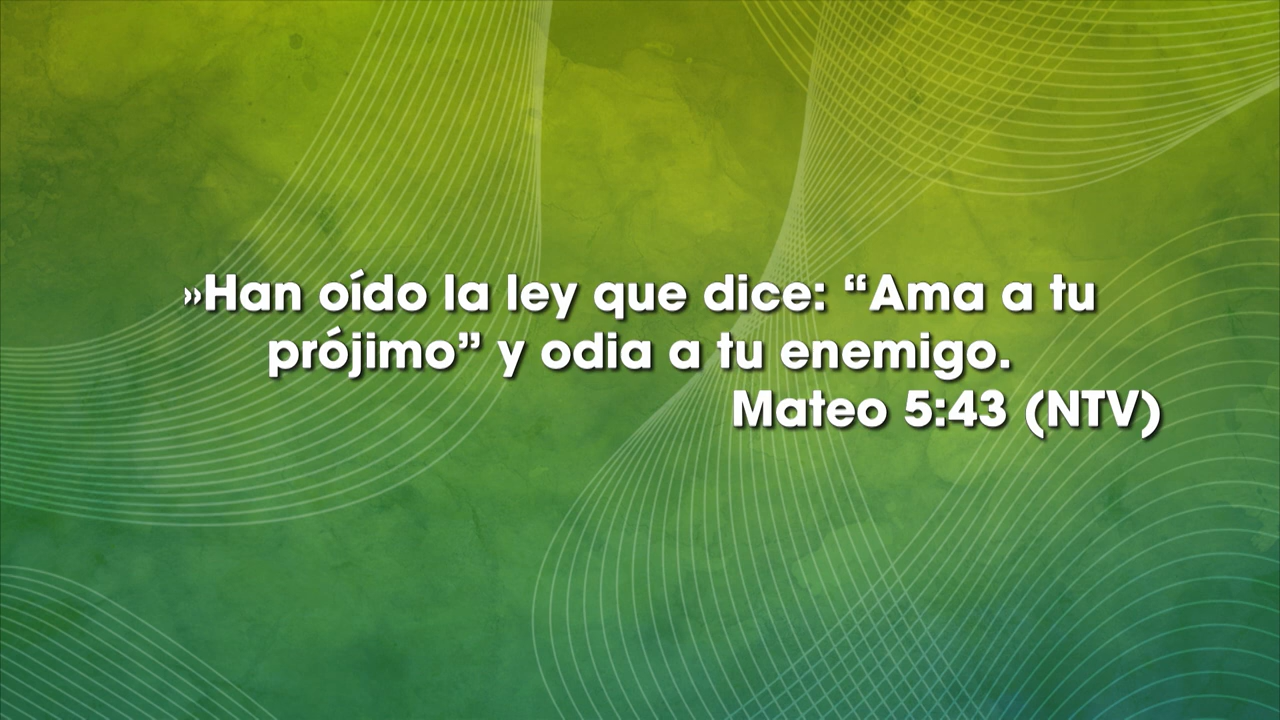 »Han oído la ley que dice: “Ama a tu
prójimo” y odia a tu enemigo.
Mateo 5:43 (NTV)